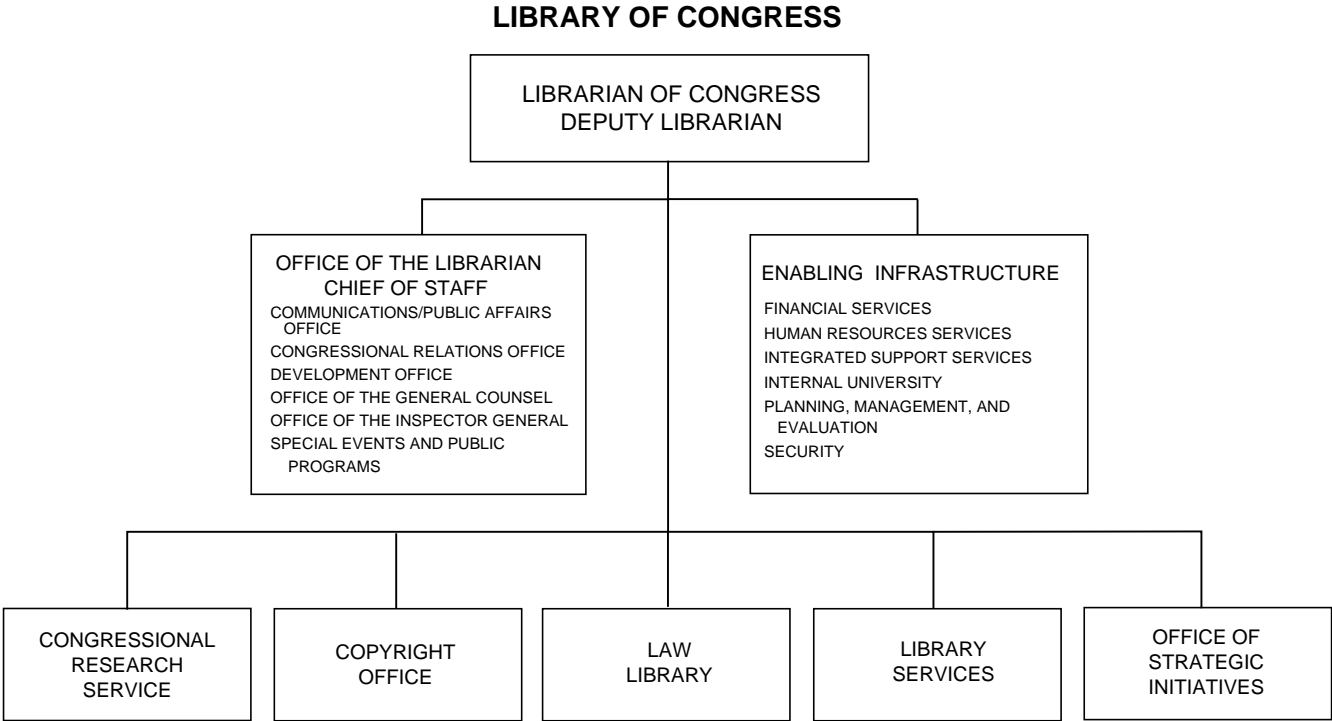 LIBRARY OF CONGRESS
LIBRARIAN OF CONGRESS
DEPUTY LIBRARIAN
OFFICE OF THE LIBRARIAN
CHIEF OF STAFF
COMMUNICATIONS/PUBLIC AFFAIRS
OFFICE
CONGRESSIONAL RELATIONS OFFICE
DEVELOPMENT OFFICE
OFFICE OF THE GENERAL COUNSEL
OFFICE OF THE INSPECTOR GENERAL
SPECIAL EVENTS AND PUBLIC
PROGRAMS
ENABLING INFRASTRUCTURE
FINANCIAL SERVICES
HUMAN RESOURCES SERVICES
INTEGRATED SUPPORT SERVICES
INTERNAL UNIVERSITY
PLANNING, MANAGEMENT, AND
EVALUATION
SECURITY
CONGRESSIONAL
RESEARCH
SERVICE
COPYRIGHT
OFFICE
LAW
LIBRARY
LIBRARY
SERVICES
OFFICE OF
STRATEGIC
INITIATIVES